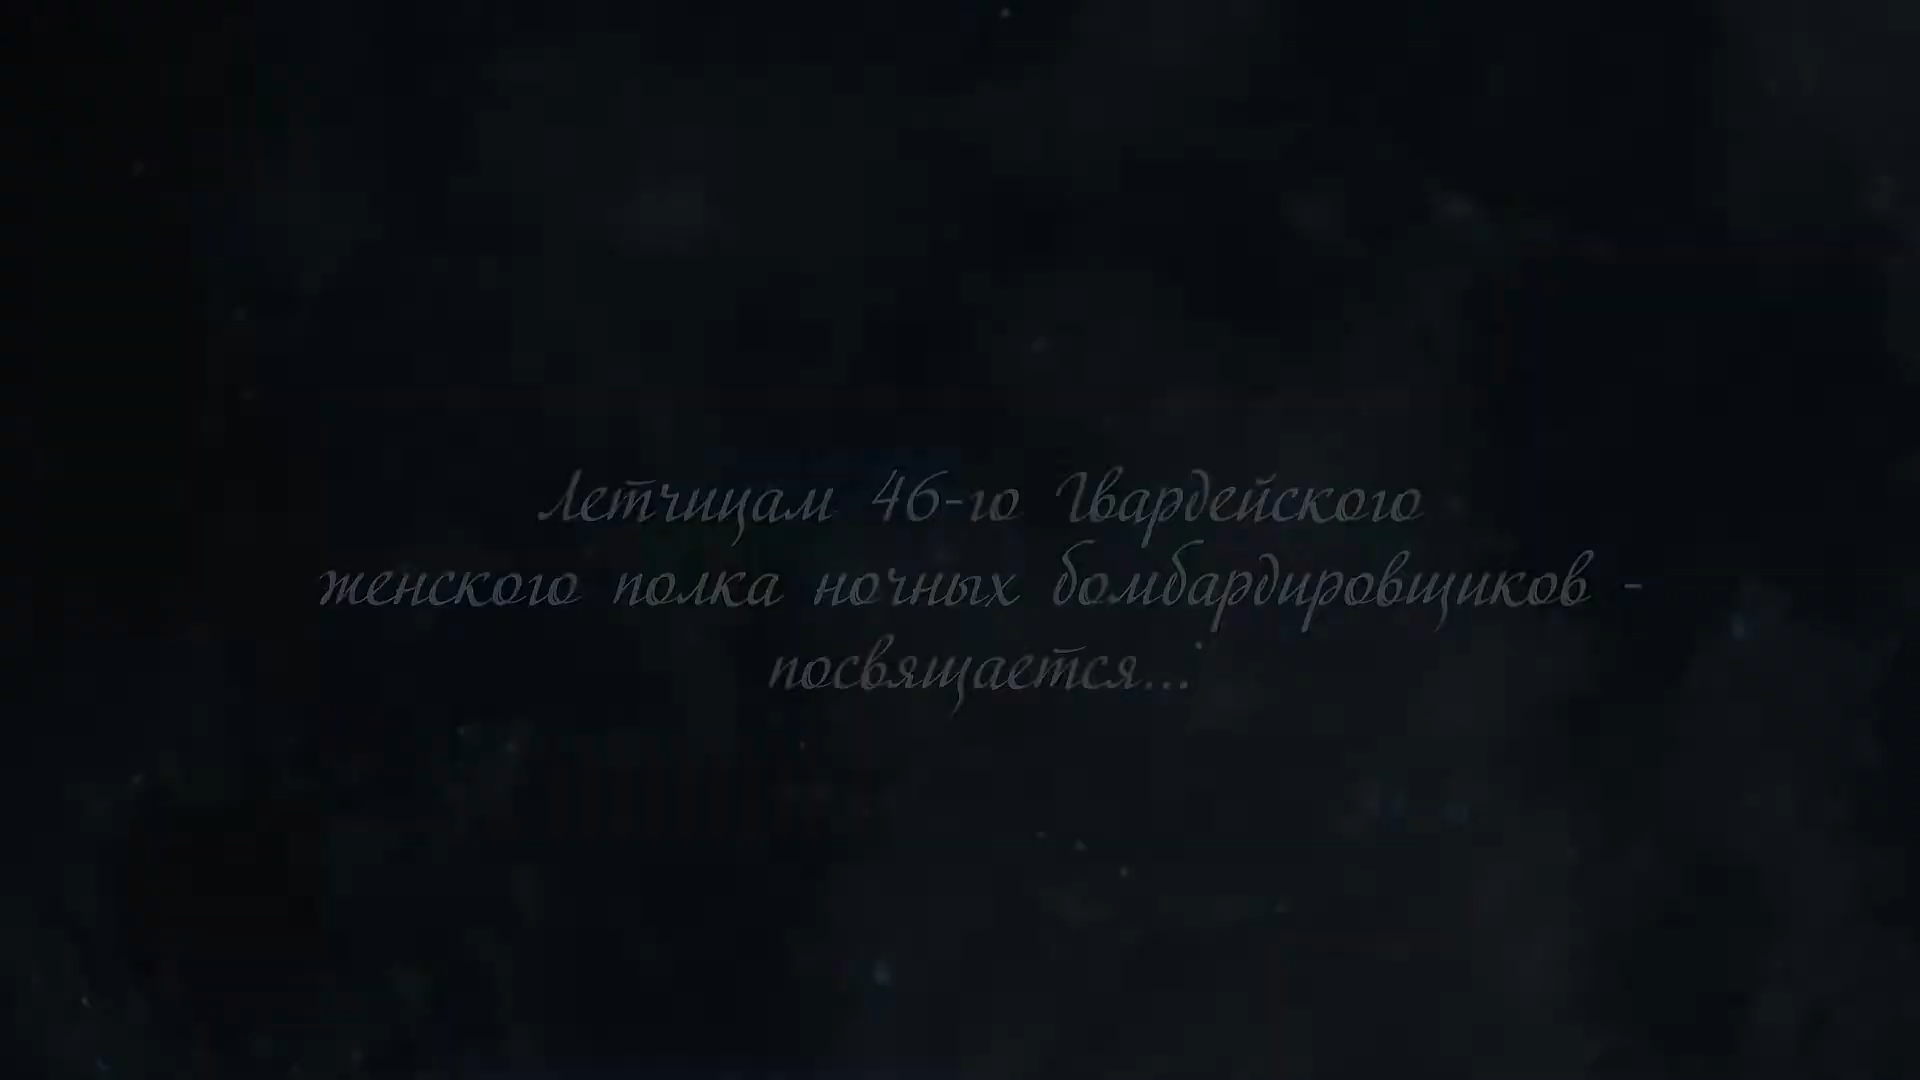 Летчицам 46-го Гвардейского
женского полка ночных бомбардировщиков -
посвящается...